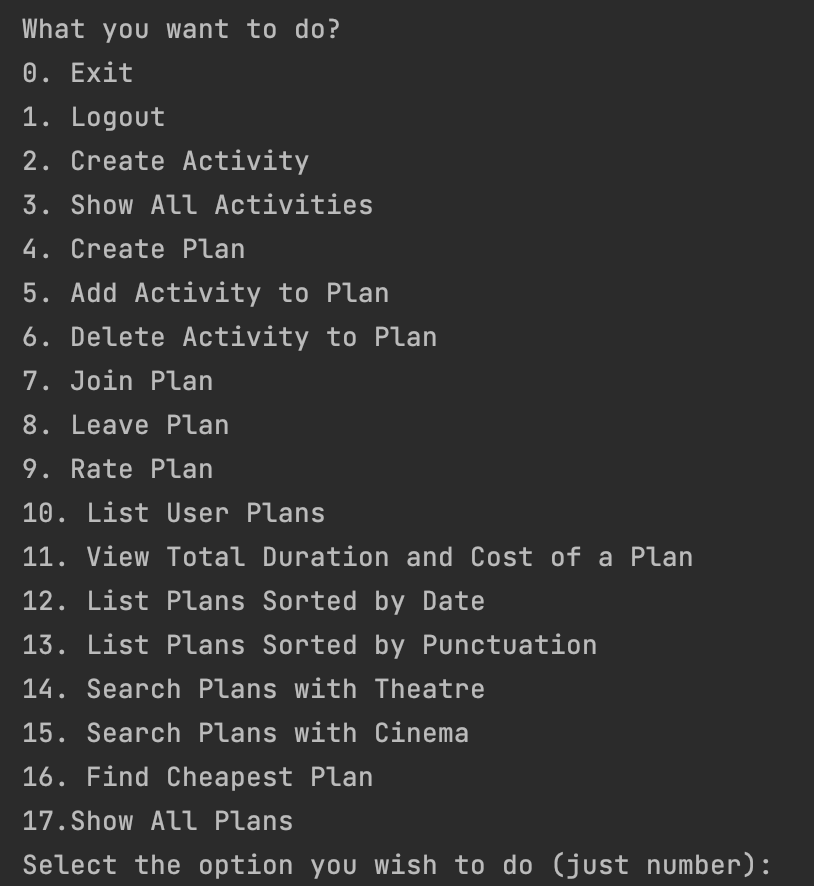 What you want to do?
0. Exit
1. Logout
2. Create Activity
3. Show All Activities
4. Create Plan
5. Add Activity to Plan
6. Delete Activity to Plan
7. Join Plan
8. Leave Plan
9. Rate Plan
10. List User Plans
11. View Total Duration and Cost of a Plan
12. List Plans Sorted by Date
13. List Plans Sorted by Punctuation
14. Search Plans with Theatre
15. Search Plans with Cinema
16. Find Cheapest Plan
17.Show All Plans
Select the option you wish to do (just number):